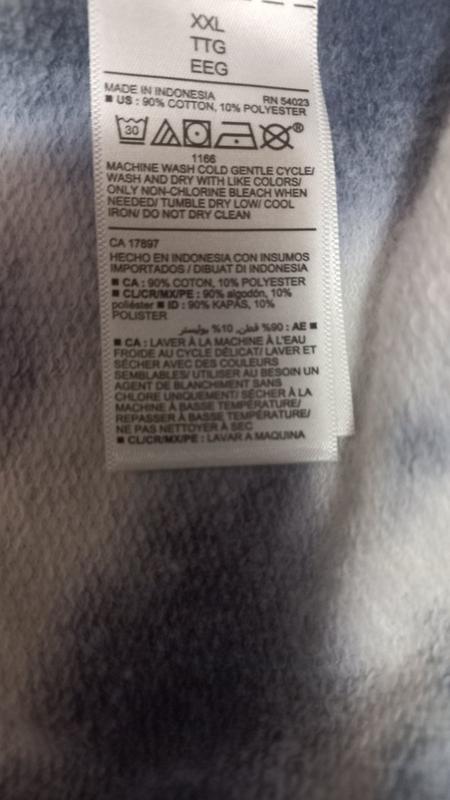 XXL
TTG
EEG
MADE IN INDONESIA RN 54023
■ US : 90% COTTON, 10% POLYESTER
30 ®
1166
MACHINE WASH COLD GENTLE CYCLE/
WASH AND DRY WITH LIKE COLORS/
ONLY NON-CHLORINE BLEACH WHEN
NEEDED/ TUMBLE DRY LOW/ COOL
IRON/ DO NOT DRY CLEAN
CA 17897
HECHO EN INDONESIA CON INSUMOS
IMPORTADOS / DIBUAT DI INDONESIA
■ CA : 90% COTON, 10% POLYESTER
■ CL/CR/MX/PE : 90% algodón, 10%
poliéster ■ ID : 90% KAPAS, 10%
POLISTER
■ AE : 90% قطن, 10% بوليستر
■ CA : LAVER À LA MACHINE À L'EAU
FROIDE AU CYCLE DÉLICAT/ LAVER ET
SÉCHER AVEC DES COULEURS
SEMBLABLES/ UTILISER AU BESOIN UN
AGENT DE BLANCHIMENT SANS
CHLORE UNIQUEMENT/ SÉCHER À LA
MACHINE À BASSE TEMPÉRATURE/
REPASSER À BASSE TEMPÉRATURE/
NE PAS NETTOYER À SEC
■ CL/CR/MX/PE : LAVAR A MAQUINA